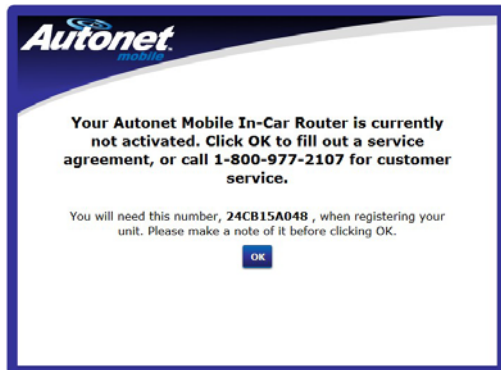 Autonet
mobile
Your Autonet Mobile In-Car Router is currently
not activated. Click OK to fill out a service
agreement, or call 1-800-977-2107 for customer
service.
You will need this number, 24CB15A048 , when registering your
unit. Please make a note of it before clicking OK.
OK